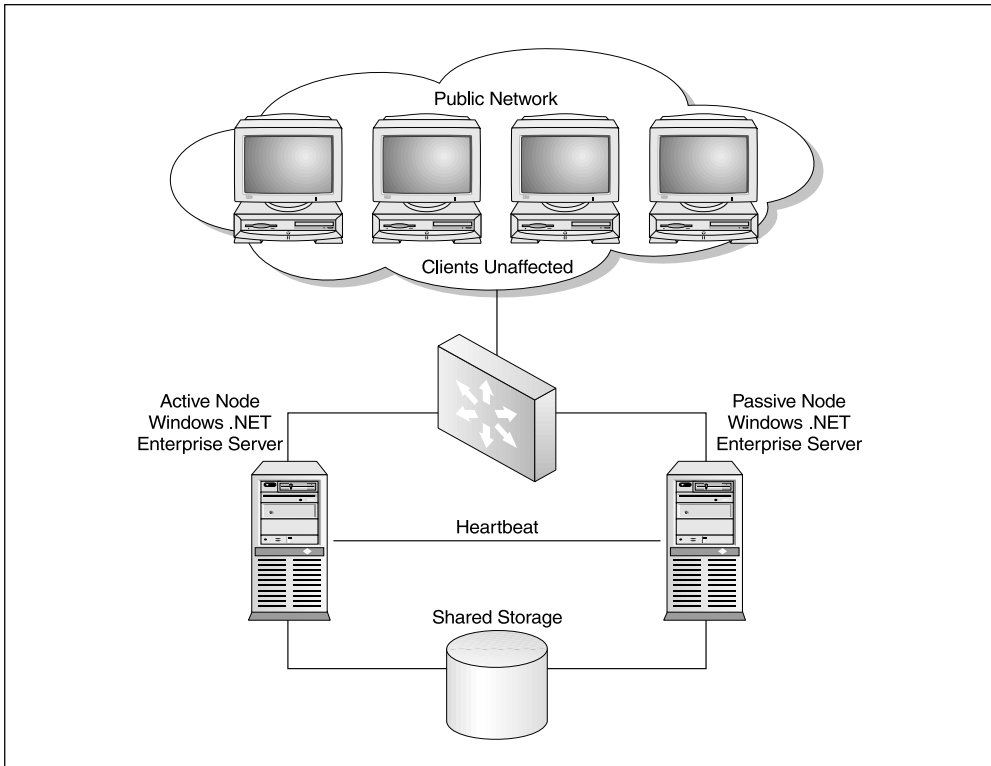 Public Network
Clients Unaffected
Active Node
Windows .NET
Enterprise Server
Passive Node
Windows .NET
Enterprise Server
Heartbeat
Shared Storage